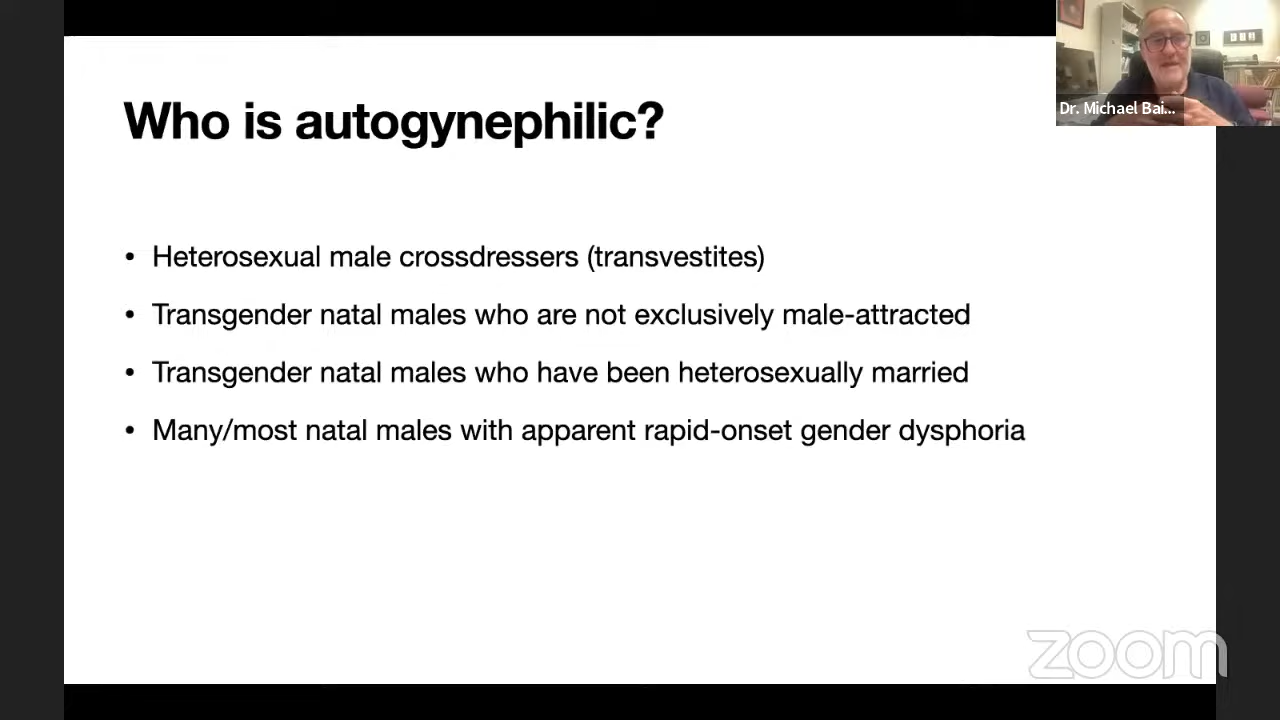 Who is autogynephilic?
• Heterosexual male crossdressers (transvestites)
• Transgender natal males who are not exclusively male-attracted
• Transgender natal males who have been heterosexually married
• Many/most natal males with apparent rapid-onset gender dysphoria
Dr. Michael Bai...
zoom